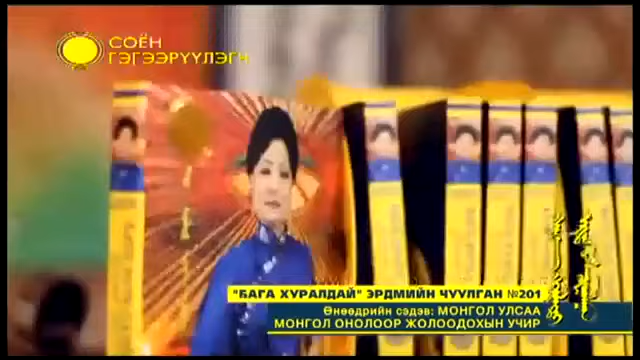 СОЁН
ГЭГЭЭРҮҮЛЭГЧ
"БАГА ХУРАЛДАЙ" ЭРДМИЙН ЧУУЛГАН №201
Өнөөдрийн сэдэв: МОНГОЛ УЛСАА
МОНГОЛ ОНОЛООР ЖОЛООДОХЫН УЧИР